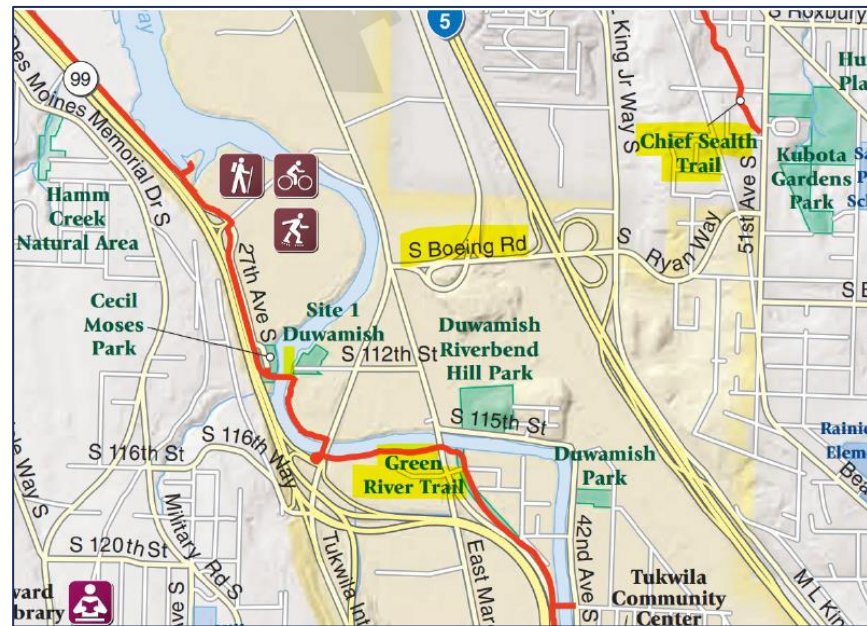 5
S Roxbury
King Jr Way S
99
Des Moines Memorial Dr S
Chief Sealth
Trail
51st Ave S
Kubota
Gardens
Park
Hamm
Creek
Natural Area
S Boeing Rd
S Ryan Way
27th Ave S
Cecil
Moses
Park
Site 1
Duwamish
S 112th St
Duwamish
Riverbend
Hill Park
S 115th St
S 116th St
S 116th Way
Green
River Trail
Duwamish
Park
Military Rd S
S 120th St
Tukwila Int
East Mar
42nd Ave S
Tukwila
Community
Center
M L Kin